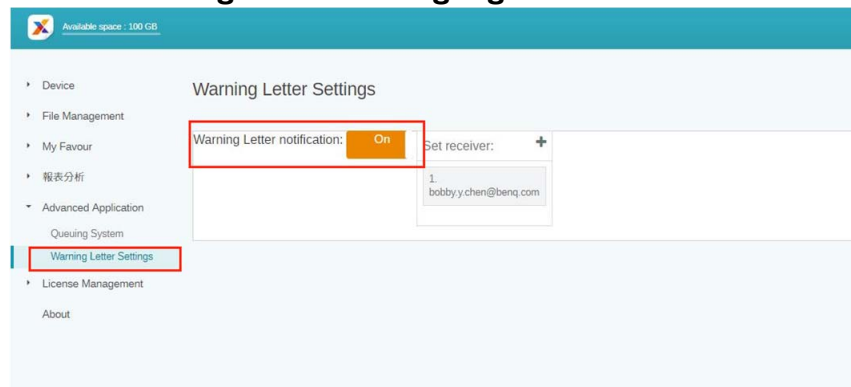 Available space : 100 GB
Device
File Management
My Favour
報表分析
Advanced Application
Queuing System
Warning Letter Settings
License Management
About
Warning Letter Settings
Warning Letter notification: On
Set receiver: +
1.
bobby.y.chen@benq.com